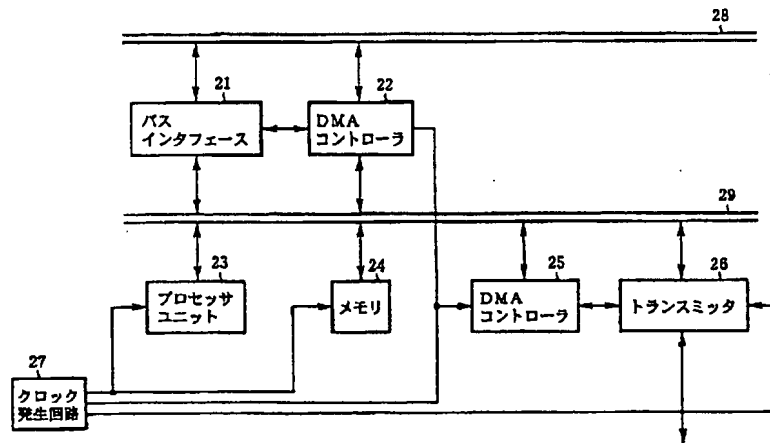 28
21
22
バス
インタフェース
DMA
コントローラ
29
23
24
25
26
プロセッサ
ユニット
メモリ
DMA
コントローラ
トランスミッタ
27
クロック
発生回路